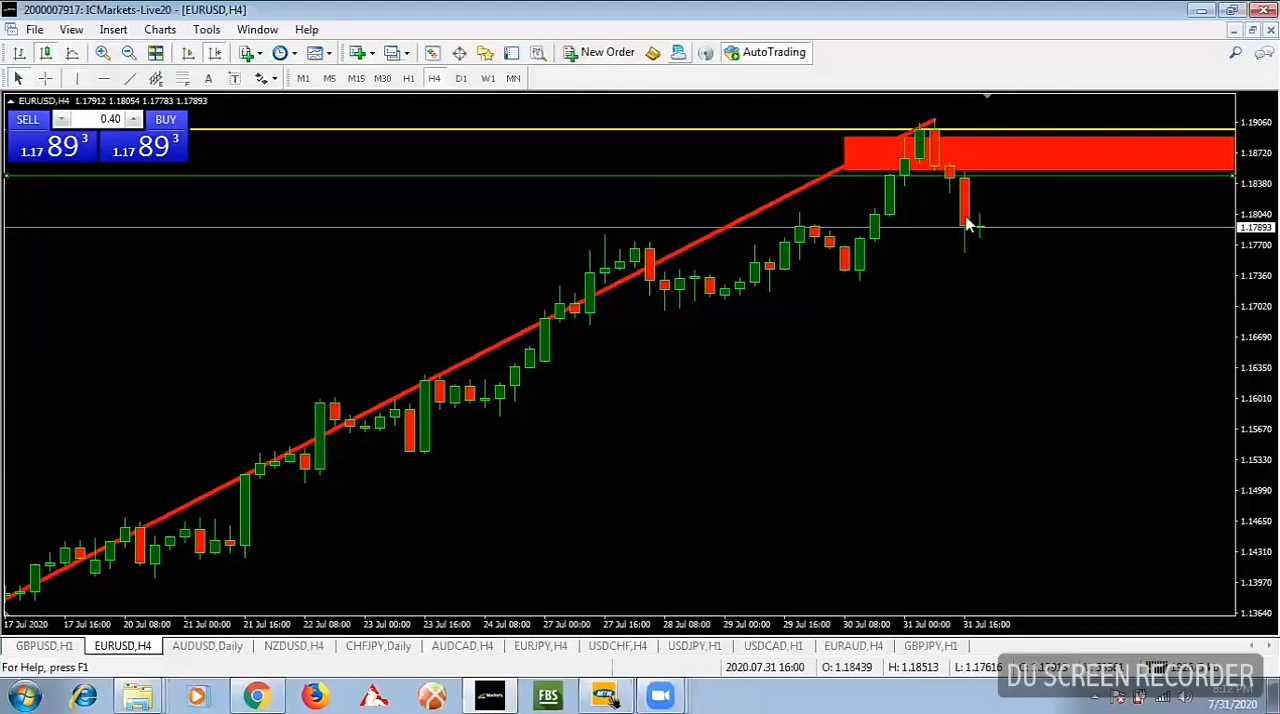 2000007917: ICMarkets-Live20 - [EURUSD,H4]
File View Insert Charts Tools Window Help
New Order AutoTrading
M1 M5 M15 M30 H1 H4 D1 W1 MN
EURUSD,H4 1.17912 1.18054 1.17783 1.17893
SELL 0.40 BUY
1.17 89 3 1.17 89 3
1.19060
1.18720
1.18380
1.18040
1.17893
1.17700
1.17360
1.17020
1.16690
1.16350
1.16010
1.15670
1.15330
1.14990
1.14650
1.14310
1.13970
1.13640
17 Jul 2020 17 Jul 16:00 20 Jul 08:00 21 Jul 00:00 21 Jul 16:00 22 Jul 08:00 23 Jul 00:00 23 Jul 16:00 24 Jul 08:00 27 Jul 00:00 27 Jul 16:00 28 Jul 08:00 29 Jul 00:00 29 Jul 16:00 30 Jul 08:00 31 Jul 00:00 31 Jul 16:00
GBPUSD,H1 EURUSD,H4 AUDUSD,Daily NZDUSD,H4 CHFJPY,Daily AUDCAD,H4 EURJPY,H4 USDCHF,H4 USDJPY,H1 USDCAD,H1 EURAUD,H4 GBPJPY,H1
For Help, press F1 2020.07.31 16:00 O: 1.18439 H: 1.18513 L: 1.17616
DU SCREEN RECORDER
Markets FBS
8:12 PM
7/31/2020